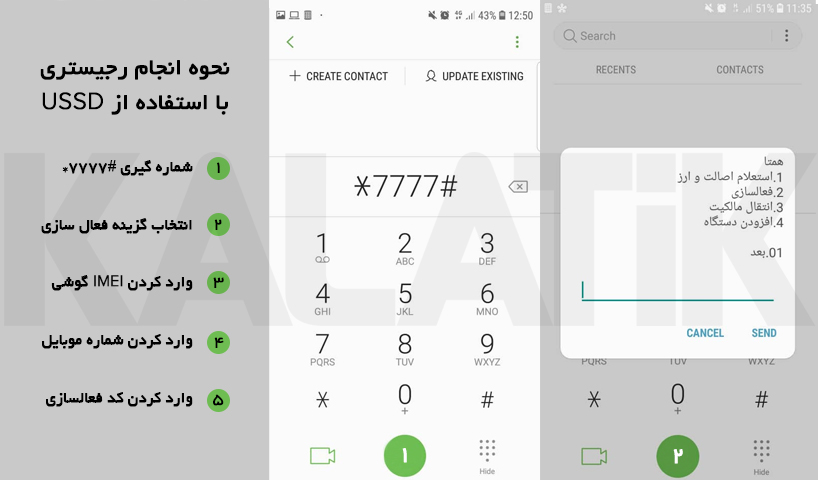 نحوه انجام رجیستری
با استفاده از USSD
۱ شماره گیری #۷۷۷۷*
۲ انتخاب گزینه فعال سازی
۳ وارد کردن IMEI گوشی
۴ وارد کردن شماره موبایل
۵ وارد کردن کد فعالسازی
43% 12:50
CREATE CONTACT
UPDATE EXISTING
*7777#
1
2 ABC
3 DEF
4 GHI
5 JKL
6 MNO
7 PQRS
8 TUV
9 WXYZ
*
0 +
#
۱
Hide
51% 11:35
Search
RECENTS CONTACTS
همتا
1.استعلام اصالت و ارز
2.فعالسازی
3.انتقال مالکیت
4.افزودن دستگاه
01.بعد
CANCEL SEND
PQRS TUV WXYZ
* 0 + #
۲
Hide
KALATiK